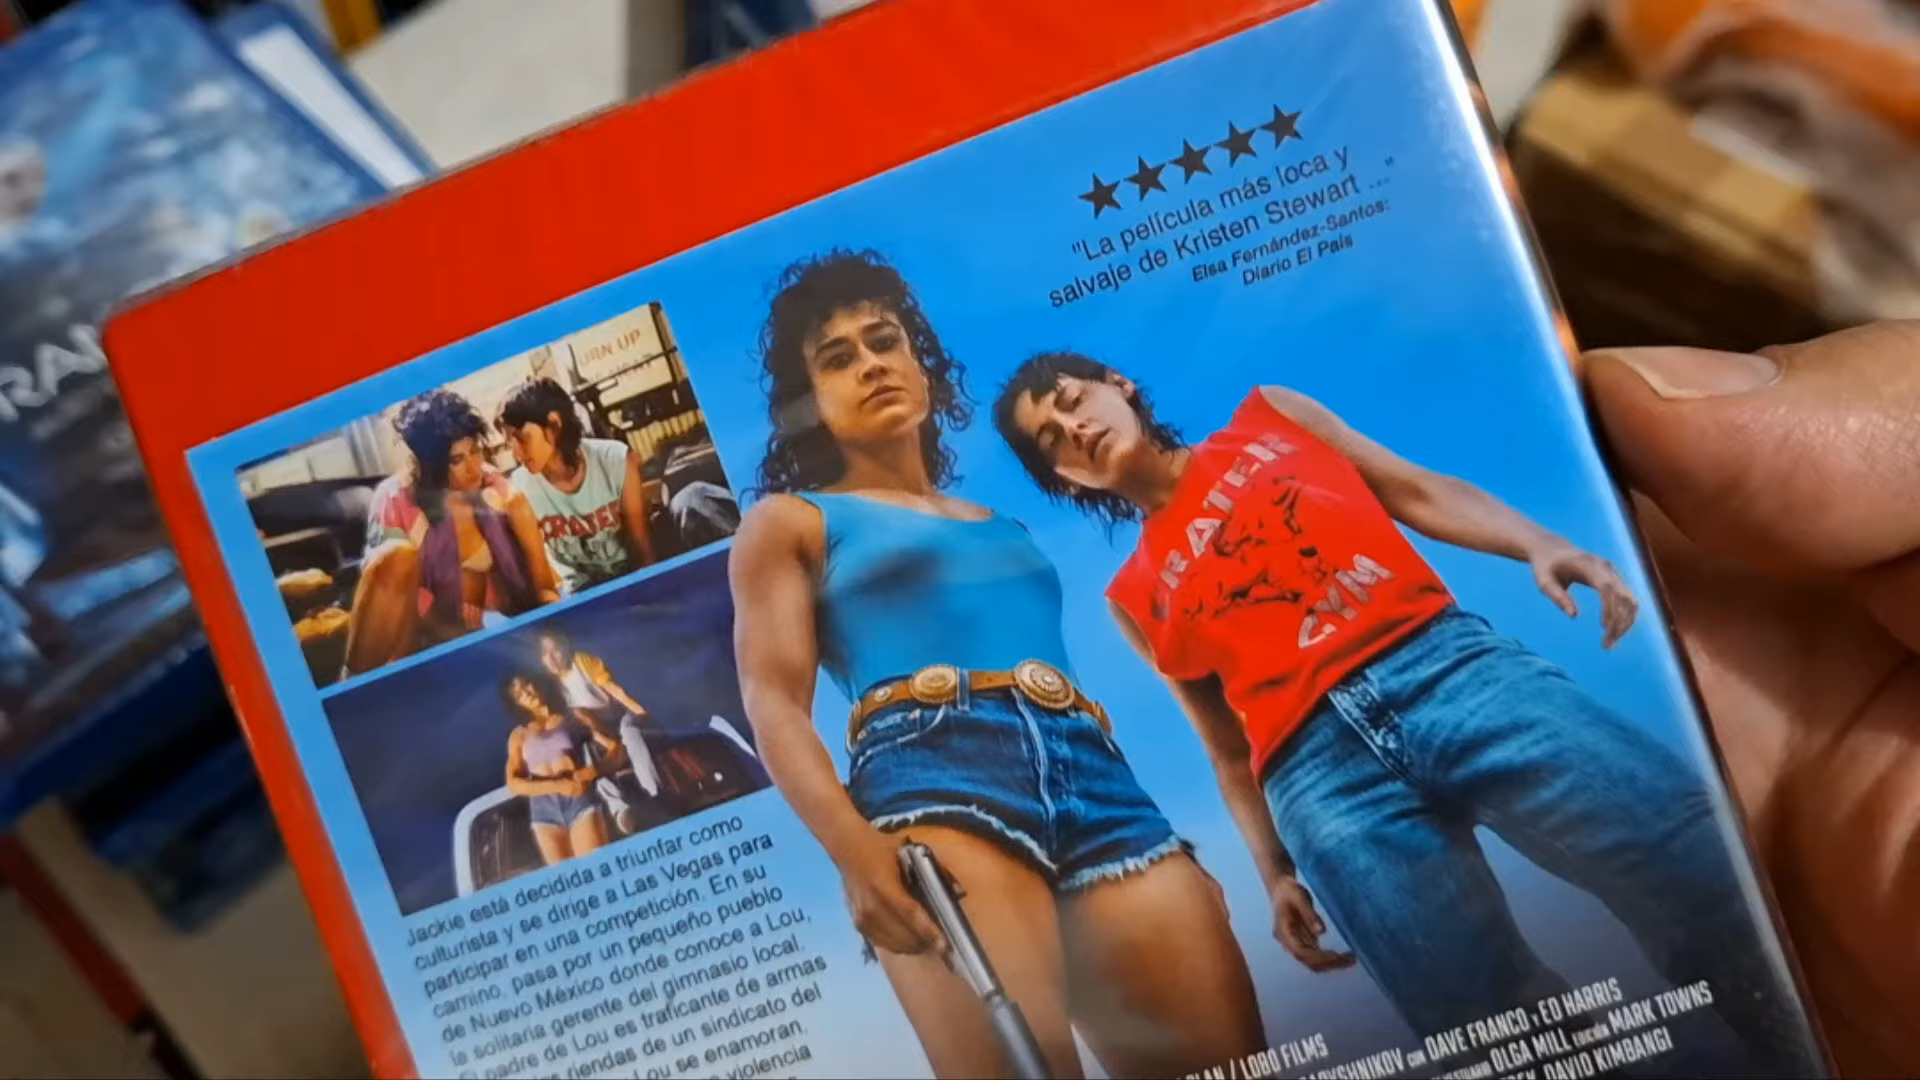 "La película más loca y
salvaje de Kristen Stewart ..."
Elsa Fernández-Santos:
Diario El País
URN UP
CRATER
RATER
GYM
RA
Jackie está decidida a triunfar como
culturista y se dirige a Las Vegas para
participar en una competición. En su
camino, pasa por un pequeño pueblo
de Nuevo México donde conoce a Lou,
la solitaria gerente del gimnasio local.
El padre de Lou es traficante de armas
riendas de un sindicato del
Lou se enamoran.
violencia
LOBO FILMS
DAVE FRANCO Y ED HARRIS
OLGA MILL EDICIÓN MARK TOWNS
DAVID KIMBANGI